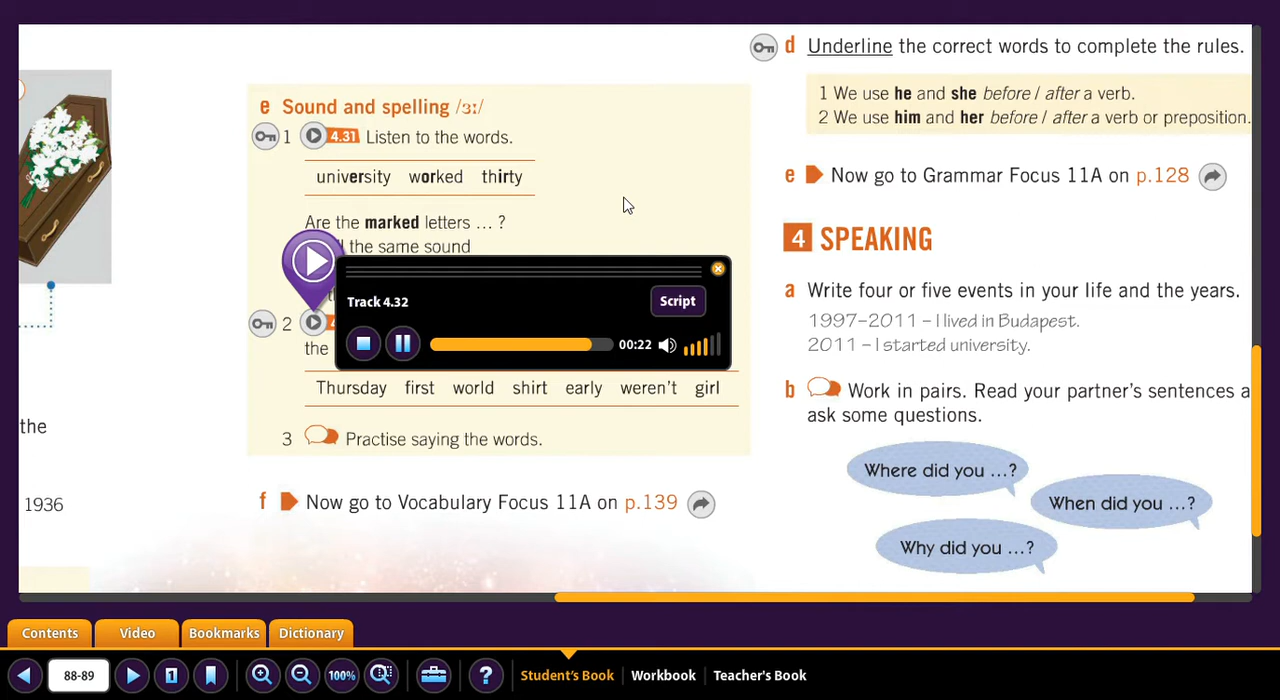 e Sound and spelling /ɜː/
1 4.31 Listen to the words.
university worked thirty
Are the marked letters … ?
the same sound
2
the
Track 4.32
Script
00:22
Thursday first world shirt early weren't girl
3 Practise saying the words.
f Now go to Vocabulary Focus 11A on p.139
the
1936
d Underline the correct words to complete the rules.
1 We use he and she before / after a verb.
2 We use him and her before / after a verb or preposition.
e Now go to Grammar Focus 11A on p.128
4 SPEAKING
a Write four or five events in your life and the years.
1997–2011 – I lived in Budapest.
2011 – I started university.
b Work in pairs. Read your partner's sentences a
ask some questions.
Where did you …?
When did you …?
Why did you …?
Contents Video Bookmarks Dictionary
88-89 1 100% ? Student's Book Workbook Teacher's Book